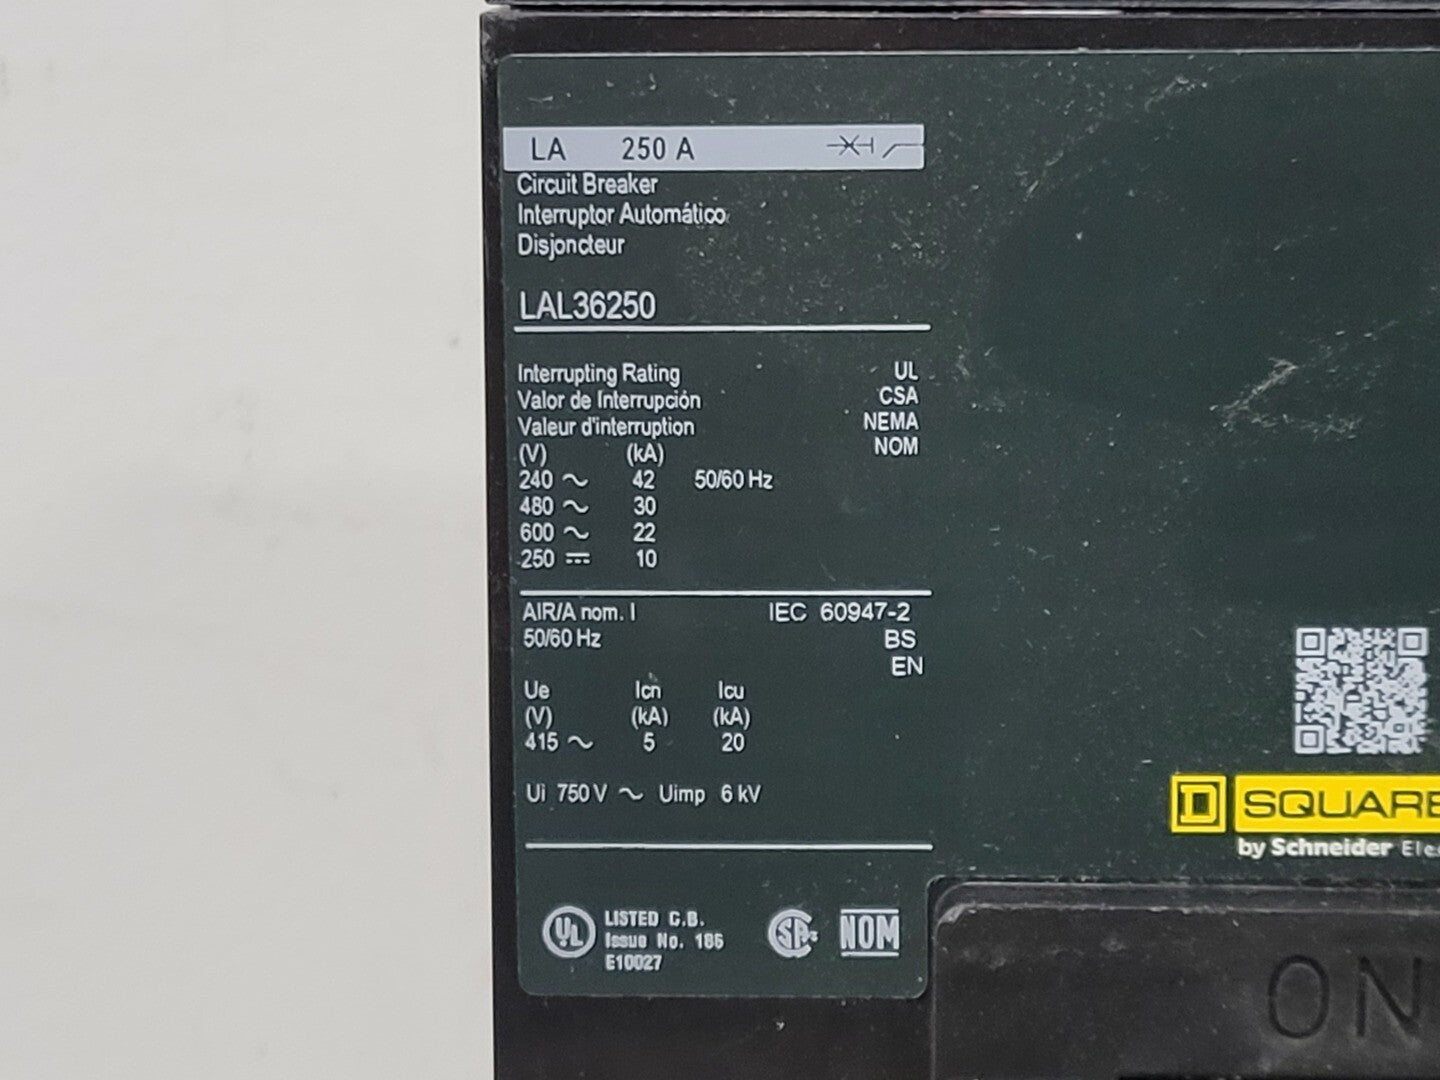 LA 250 A
Circuit Breaker
Interruptor Automático
Disjoncteur
LAL36250
Interrupting Rating UL
Valor de Interrupción CSA
Valeur d'interruption NEMA
(V) (kA) NOM
240 ~ 42 50/60 Hz
480 ~ 30
600 ~ 22
250 ⎓ 10
AIR/A nom. I IEC 60947-2
50/60 Hz BS
EN
Ue Icn Icu
(V) (kA) (kA)
415 ~ 5 20
Ui 750 V ~ Uimp 6 kV
UL LISTED C.B.
Issue No. 186
E10027
SA NOM
D SQUARE
by Schneider Elec
ON